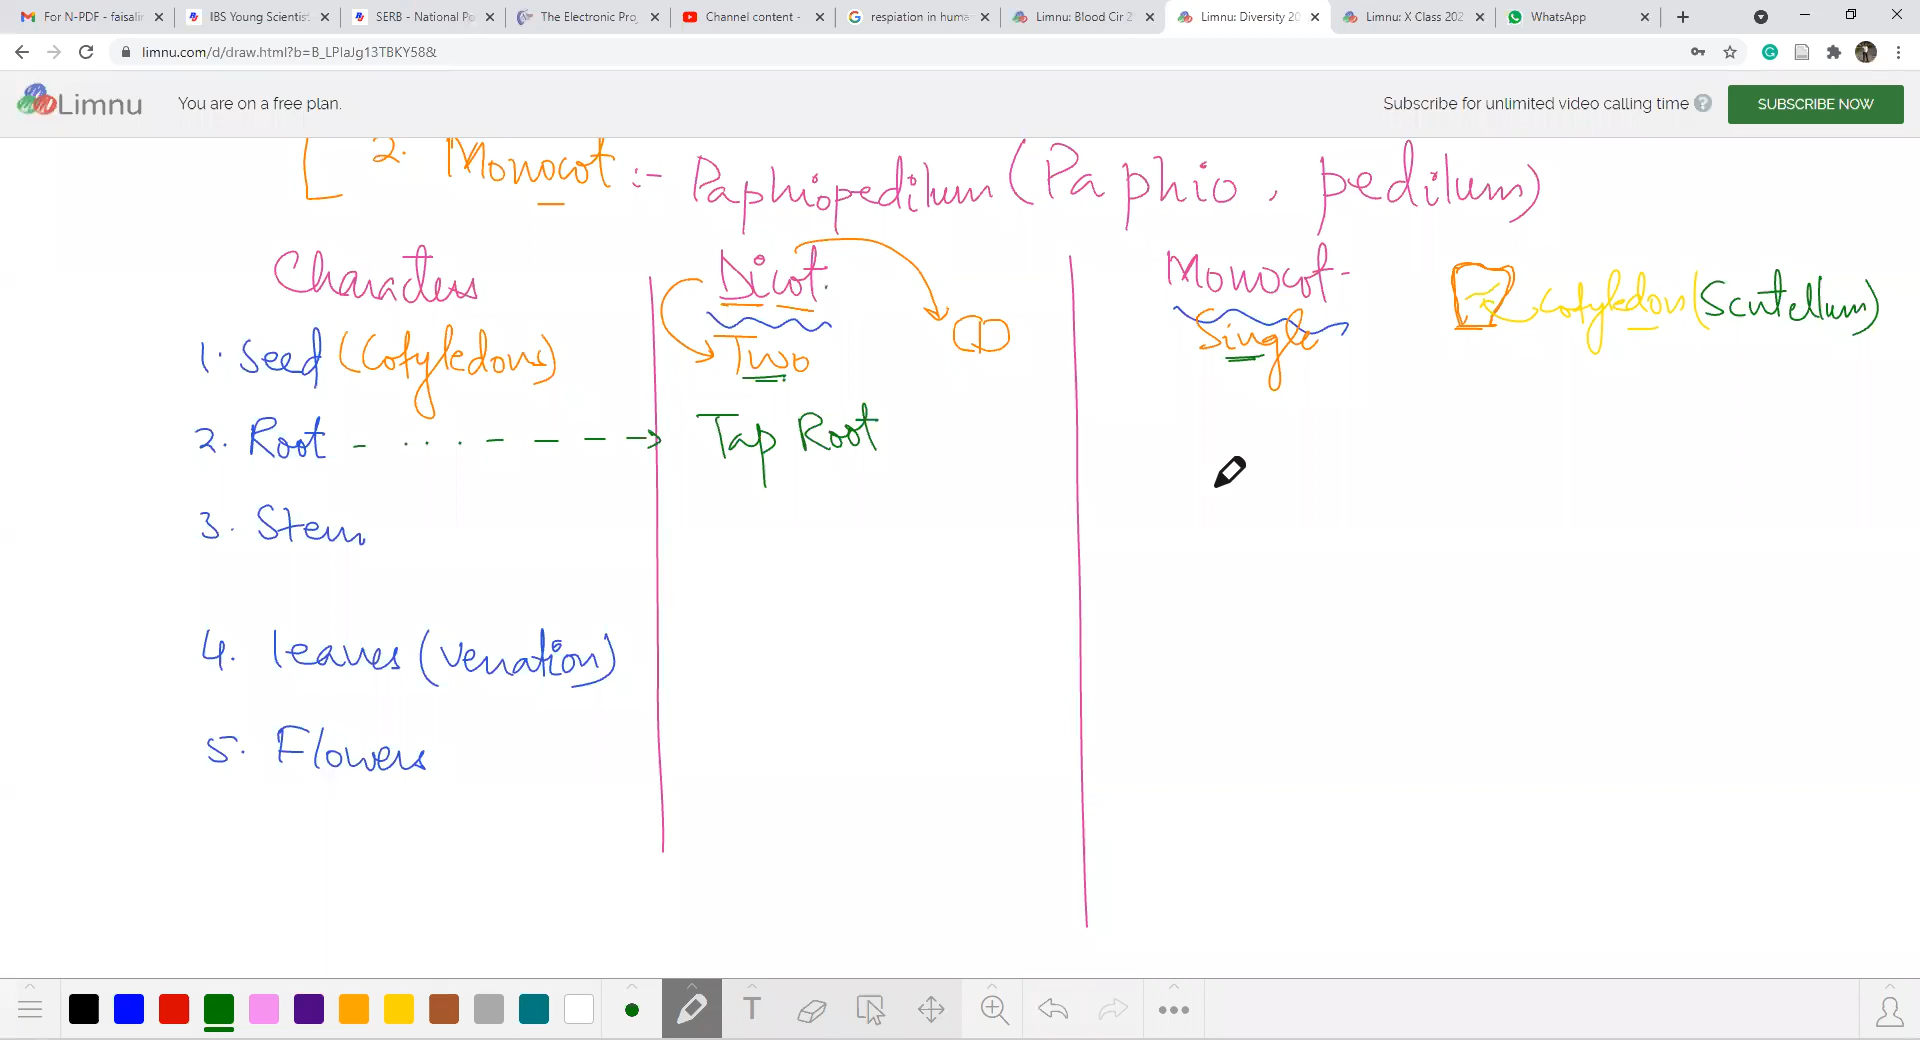 For N-PDF - faisalir
IBS Young Scientist
SERB - National Po
The Electronic Proj
Channel content -
respiation in huma
Limnu: Blood Cir 2
Limnu: Diversity 20
Limnu: X Class 202
WhatsApp
limnu.com/d/draw.html?b=B_LPlaJg13TBKY58&
Limnu
You are on a free plan.
Subscribe for unlimited video calling time ?
SUBSCRIBE NOW
2. Monocot :- Paphiopedilum (Paphio, pedilum)
Characters Dicot. Monocot-
1. Seed (Cotyledons) Two Single cotyledon (Scutellum)
2. Root - - - - - - -> Tap Root
3. Stem
4. leaves (venation)
5. Flowers
T